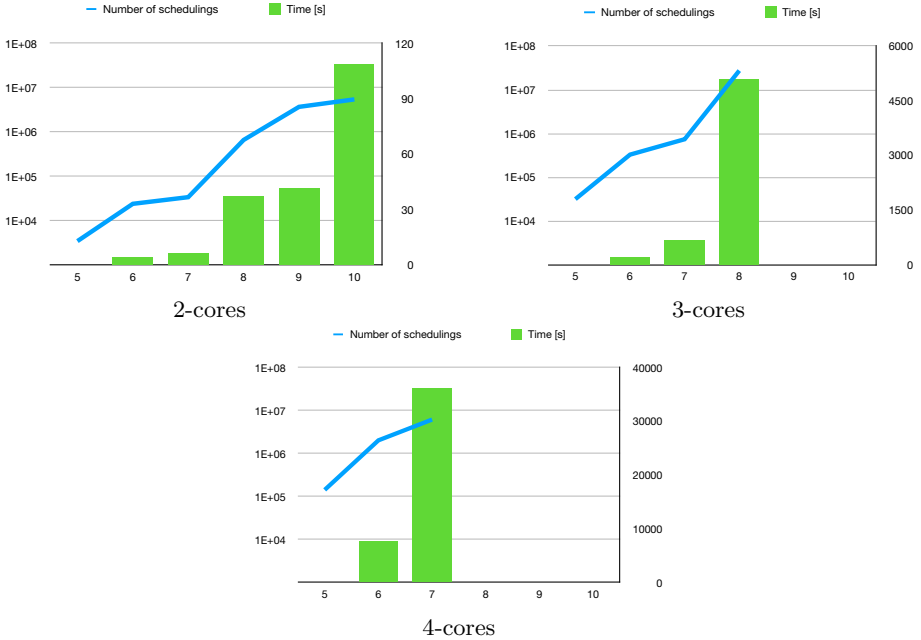 Number of schedulings Time [s]
1E+08 120
1E+07 90
1E+06 60
1E+05 30
1E+04 0
5 6 7 8 9 10
2-cores
Number of schedulings Time [s]
1E+08 6000
1E+07 4500
1E+06 3000
1E+05 1500
1E+04 0
5 6 7 8 9 10
3-cores
Number of schedulings Time [s]
1E+08 40000
1E+07 30000
1E+06 20000
1E+05 10000
1E+04 0
5 6 7 8 9 10
4-cores